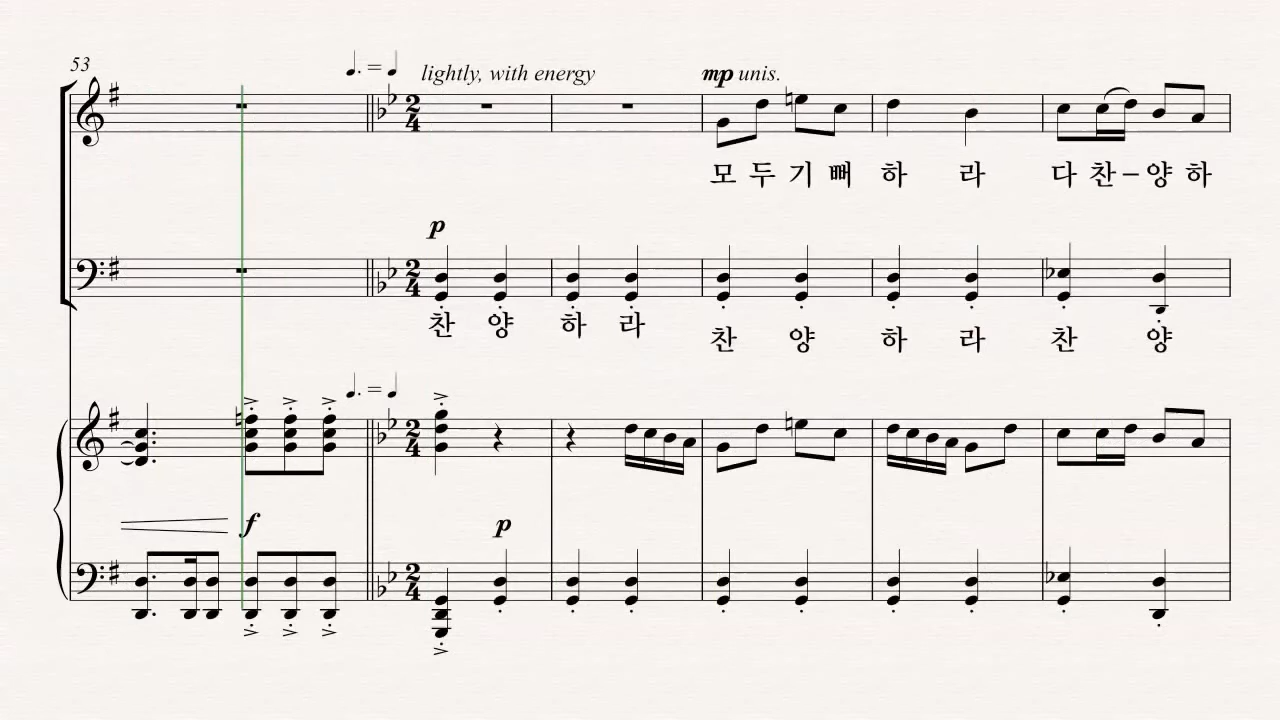 53
♩. = ♩ lightly, with energy
mp unis.
모 두 기 뻐 하 라 다 찬 – 양 하
p
찬 양 하 라 찬 양 하 라 찬 양
♩. = ♩
f p